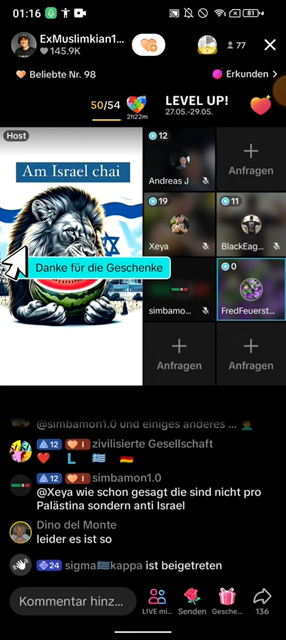 01:16
81%
ExMuslimkian1...
145.9K
77
Beliebte Nr. 98
Erkunden >
50/54
2h22m
LEVEL UP!
27.05.-29.05.
Host
Am Israel chai
Danke für die Geschenke
12
Andreas J
Anfragen
19
Xeya
11
BlackEag...
simbamo...
0
FredFeuerst...
Anfragen
Anfragen
@simbamon1.0 und einiges anderes ...
12 I zivilisierte Gesellschaft
L
12 I simbamon1.0
@Xeya wie schon gesagt die sind nicht pro
Palästina sondern anti Israel
Dino del Monte
leider es ist so
24 sigma🇬🇷kappa ist beigetreten
Kommentar hinz...
LIVE mi...
Senden
Gesche...
136